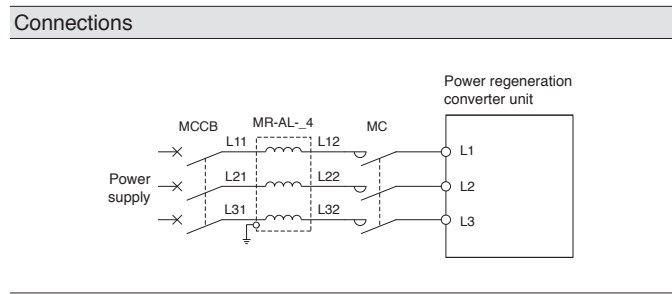 Connections
Power regeneration
converter unit
MCCB
MR-AL-_4
MC
L11
L12
L1
Power
supply
L21
L22
L2
L31
L32
L3